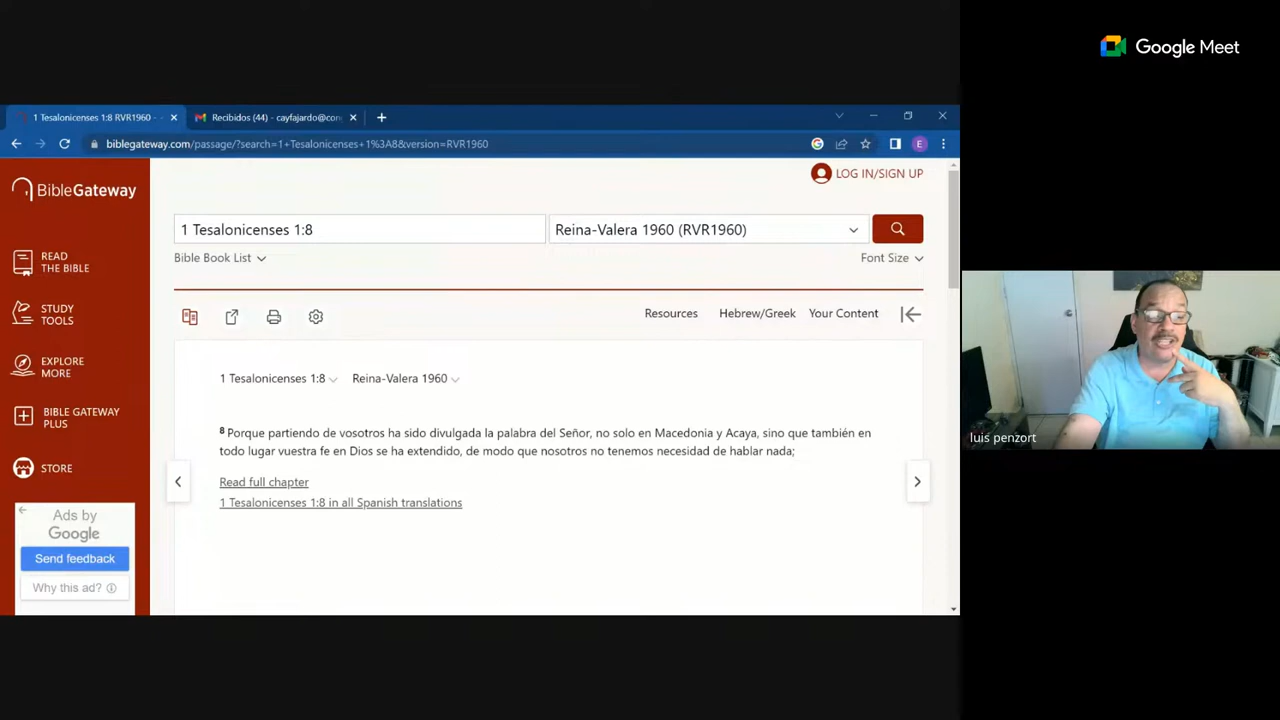 Google Meet
1 Tesalonicenses 1:8 RVR1960 -
Recibidos (44) - cayfajardo@con
biblegateway.com/passage/?search=1+Tesalonicenses+1%3A8&version=RVR1960
E
BibleGateway
LOG IN/SIGN UP
1 Tesalonicenses 1:8
Reina-Valera 1960 (RVR1960)
Bible Book List
Font Size
READ
THE BIBLE
STUDY
TOOLS
EXPLORE
MORE
BIBLE GATEWAY
PLUS
STORE
Resources
Hebrew/Greek
Your Content
1 Tesalonicenses 1:8
Reina-Valera 1960
8 Porque partiendo de vosotros ha sido divulgada la palabra del Señor, no solo en Macedonia y Acaya, sino que también en
todo lugar vuestra fe en Dios se ha extendido, de modo que nosotros no tenemos necesidad de hablar nada;
Read full chapter
1 Tesalonicenses 1:8 in all Spanish translations
Ads by
Google
Send feedback
Why this ad?
luis penzort